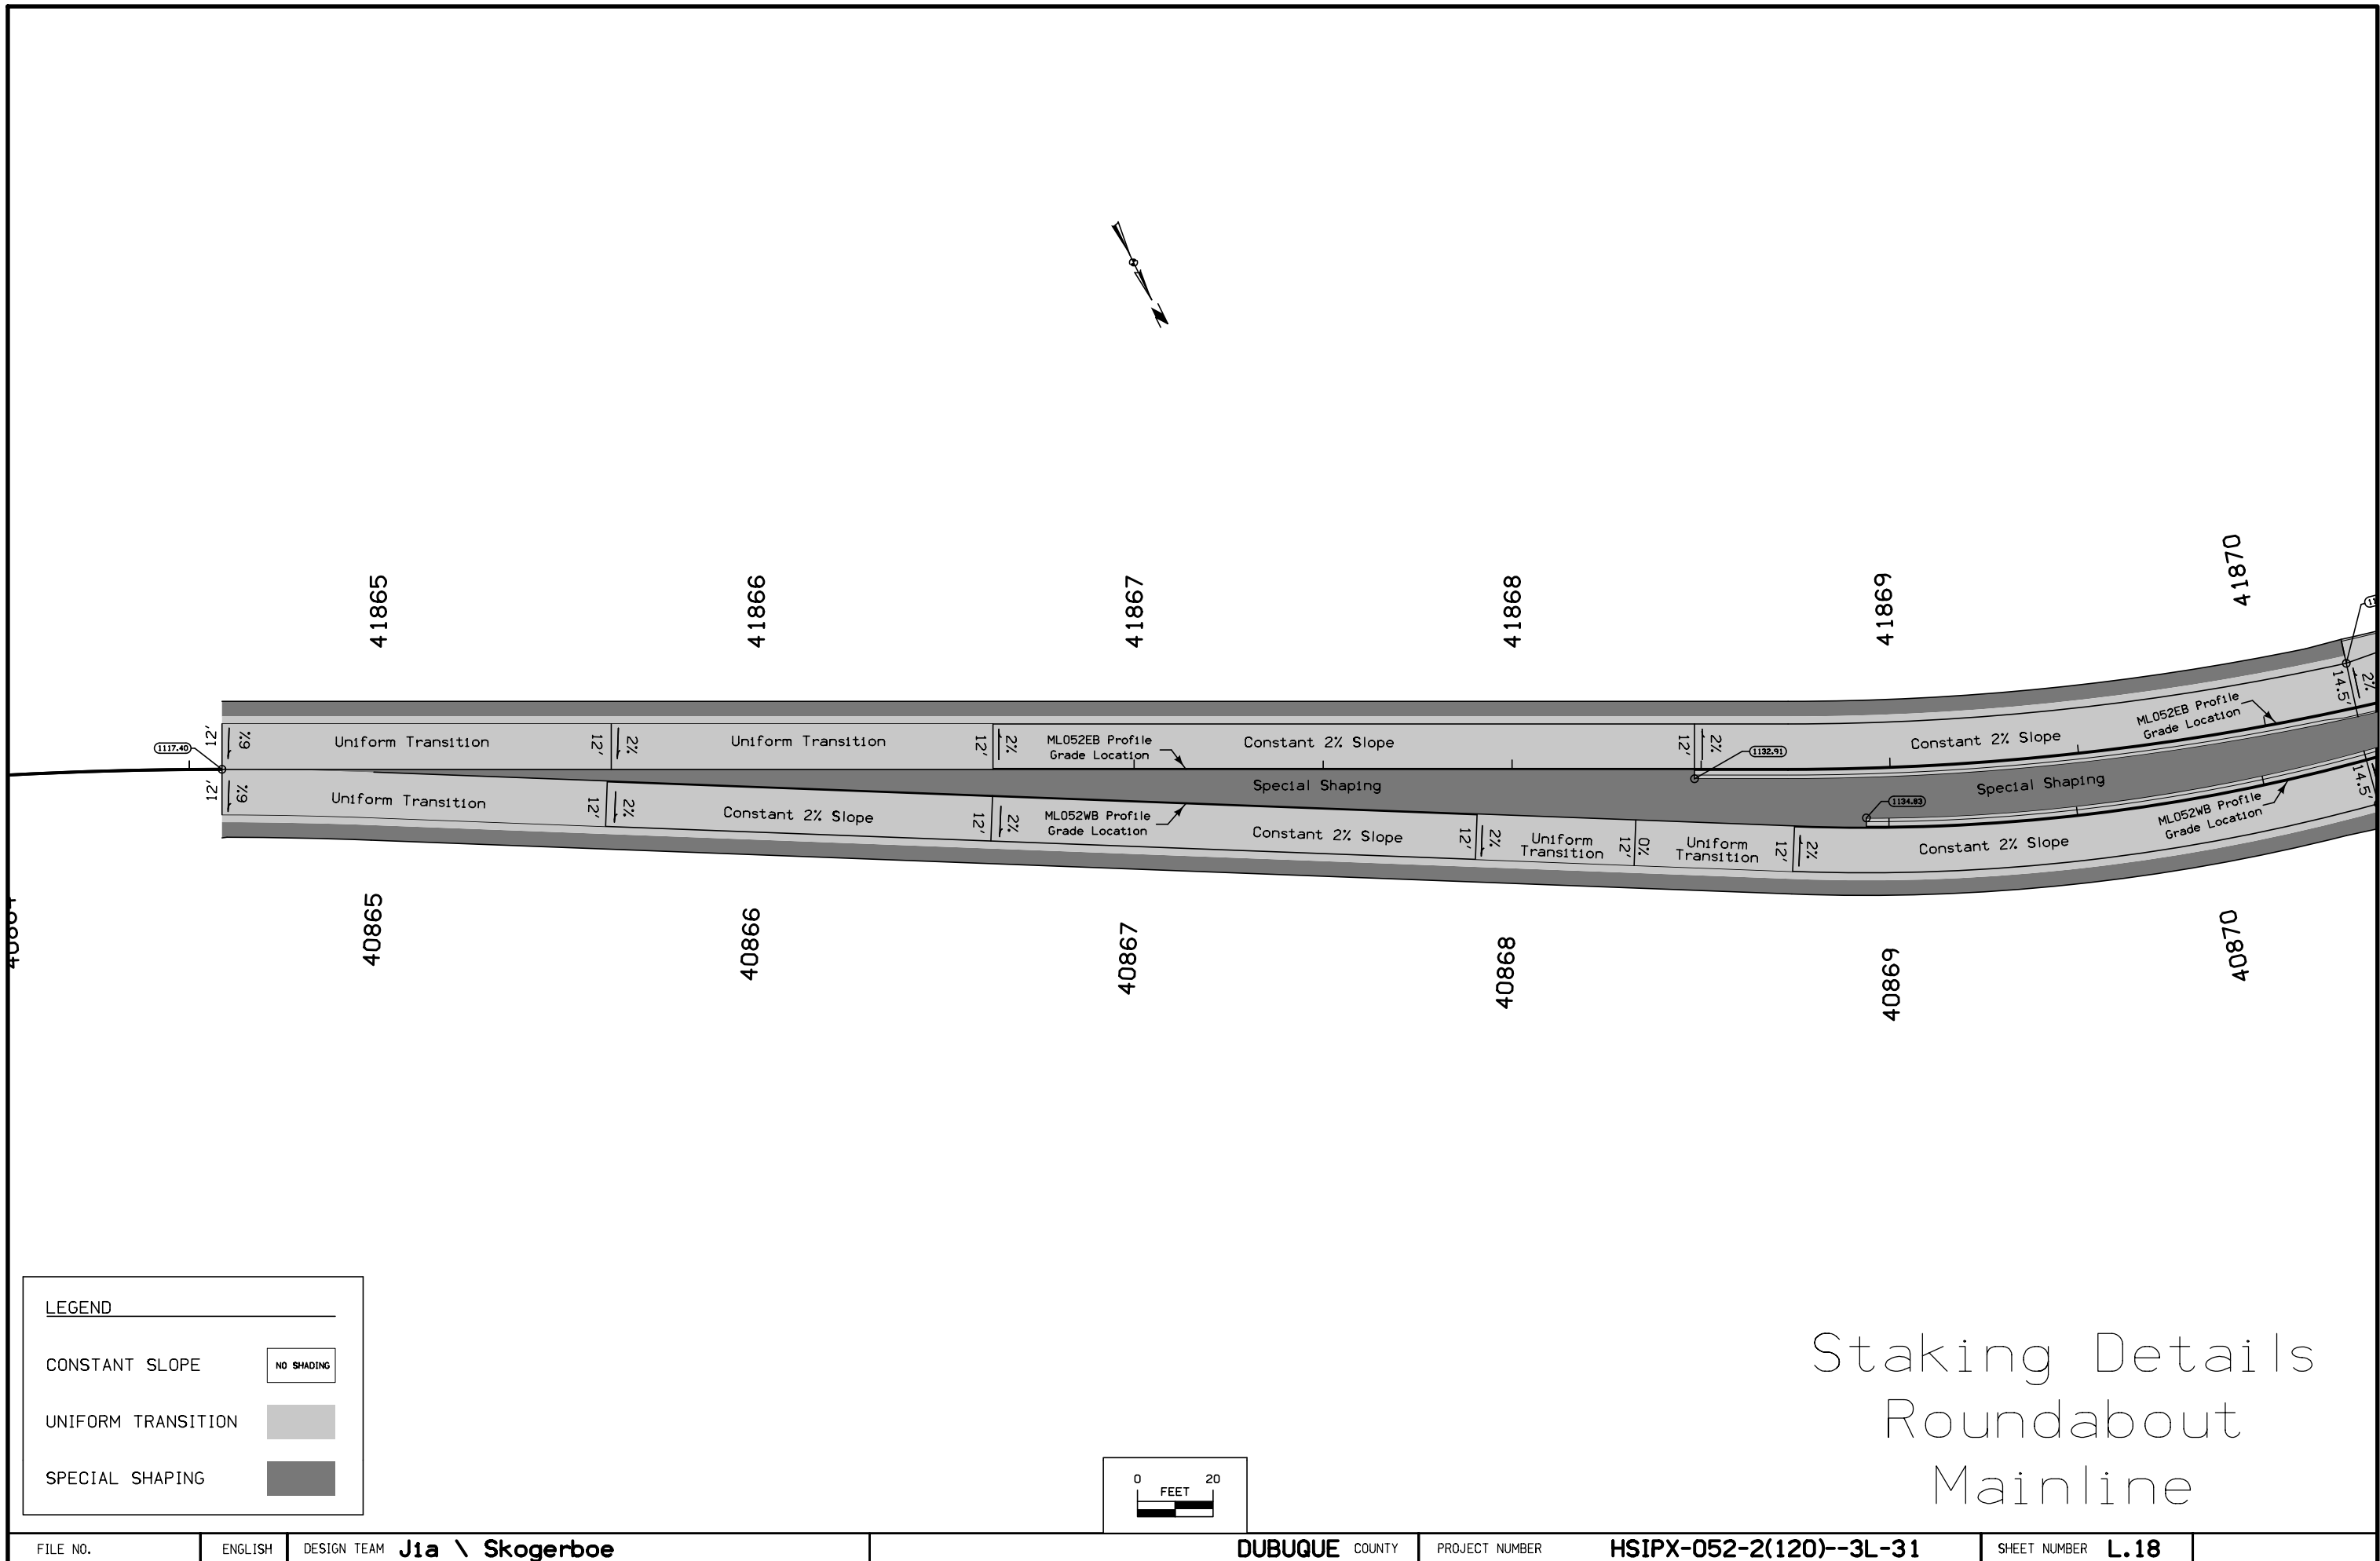 41865
41866
41867
41868
41869
41870
12'
6%
Uniform Transition
12'
2%
Uniform Transition
12'
2%
ML052EB Profile
Grade Location
Constant 2% Slope
12'
2%
1132.91
Constant 2% Slope
ML052EB Profile
Grade Location
14.5'
2%
1117.40
Special Shaping
Special Shaping
1134.83
12'
6%
Uniform Transition
12'
2%
Constant 2% Slope
12'
2%
ML052WB Profile
Grade Location
Constant 2% Slope
12'
2%
Uniform
Transition
12'
0%
Uniform
Transition
12'
2%
Constant 2% Slope
ML052WB Profile
Grade Location
14.5'
40865
40866
40867
40868
40869
40870
N
LEGEND
CONSTANT SLOPE
NO SHADING
UNIFORM TRANSITION
SPECIAL SHAPING
0 20
FEET
Staking Details
Roundabout
Mainline
FILE NO.
ENGLISH
DESIGN TEAM Jia \ Skogerboe
DUBUQUE COUNTY
PROJECT NUMBER HSIPX-052-2(120)--3L-31
SHEET NUMBER L.18